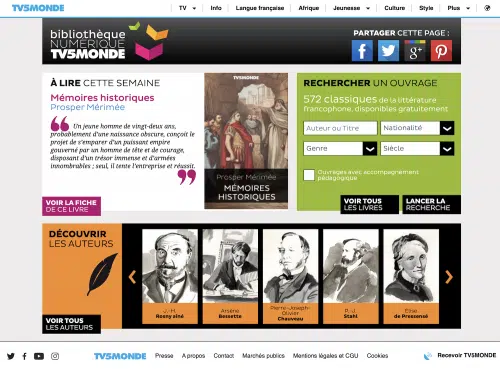 TV5MONDE
TV
Info
Langue française
Afrique
Jeunesse
Culture
Style
Plus
bibliothèque
NUMÉRIQUE
TV5MONDE
PARTAGER CETTE PAGE :
À LIRE CETTE SEMAINE
Mémoires historiques
Prosper Mérimée
Un jeune homme de vingt-deux ans,
probablement d'une naissance obscure, conçoit le
projet de s'emparer d'un puissant empire
gouverné par un homme de tête et de courage,
disposant d'un trésor immense et d'armées
innombrables ; seul, il tente l'entreprise et réussit.
VOIR LA FICHE
DE CE LIVRE
TV5MONDE
Prosper Mérimée
MÉMOIRES
HISTORIQUES
RECHERCHER UN OUVRAGE
572 classiques de la littérature
francophone, disponibles gratuitement
Auteur ou Titre
Nationalité
Genre
Siècle
Ouvrages avec accompagnement
pédagogique
VOIR TOUS
LES LIVRES
LANCER LA
RECHERCHE
DÉCOUVRIR
LES AUTEURS
VOIR TOUS
LES AUTEURS
J.-H.
Rosny aîné
Arsène
Bessette
Pierre-Joseph-
Olivier
Chauveau
P.-J.
Stahl
Élise
de Pressensé
TV5MONDE
Presse
A propos
Contact
Marchés publics
Mentions légales et CGU
Cookies
Recevoir TV5MONDE